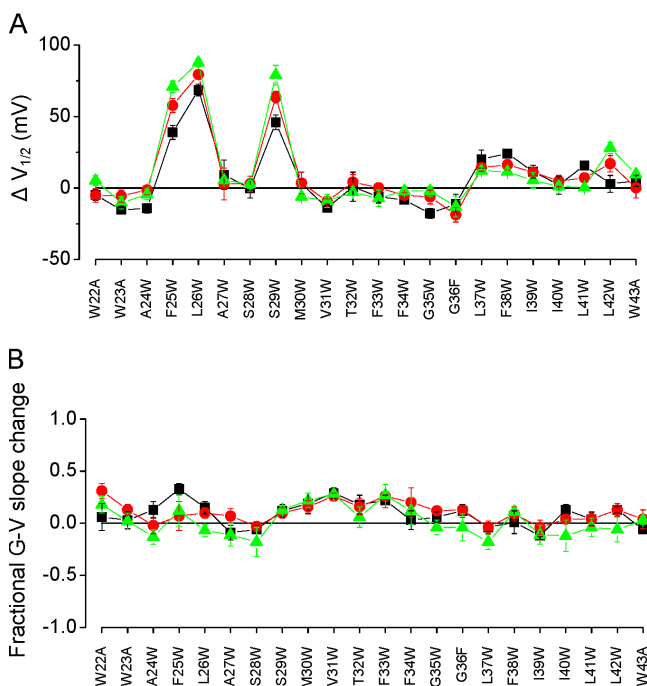 A
Δ V1/2 (mV)
100
50
0
-50
W22A W23A A24W F25W L26W A27W S28W S29W M30W V31W T32W F33W F34W G35W G36F L37W F38W I39W I40W L41W L42W W43A
B
Fractional G-V slope change
1.0
0.5
0.0
-0.5
-1.0
W22A W23A A24W F25W L26W A27W S28W S29W M30W V31W T32W F33W F34W G35W G36F L37W F38W I39W I40W L41W L42W W43A